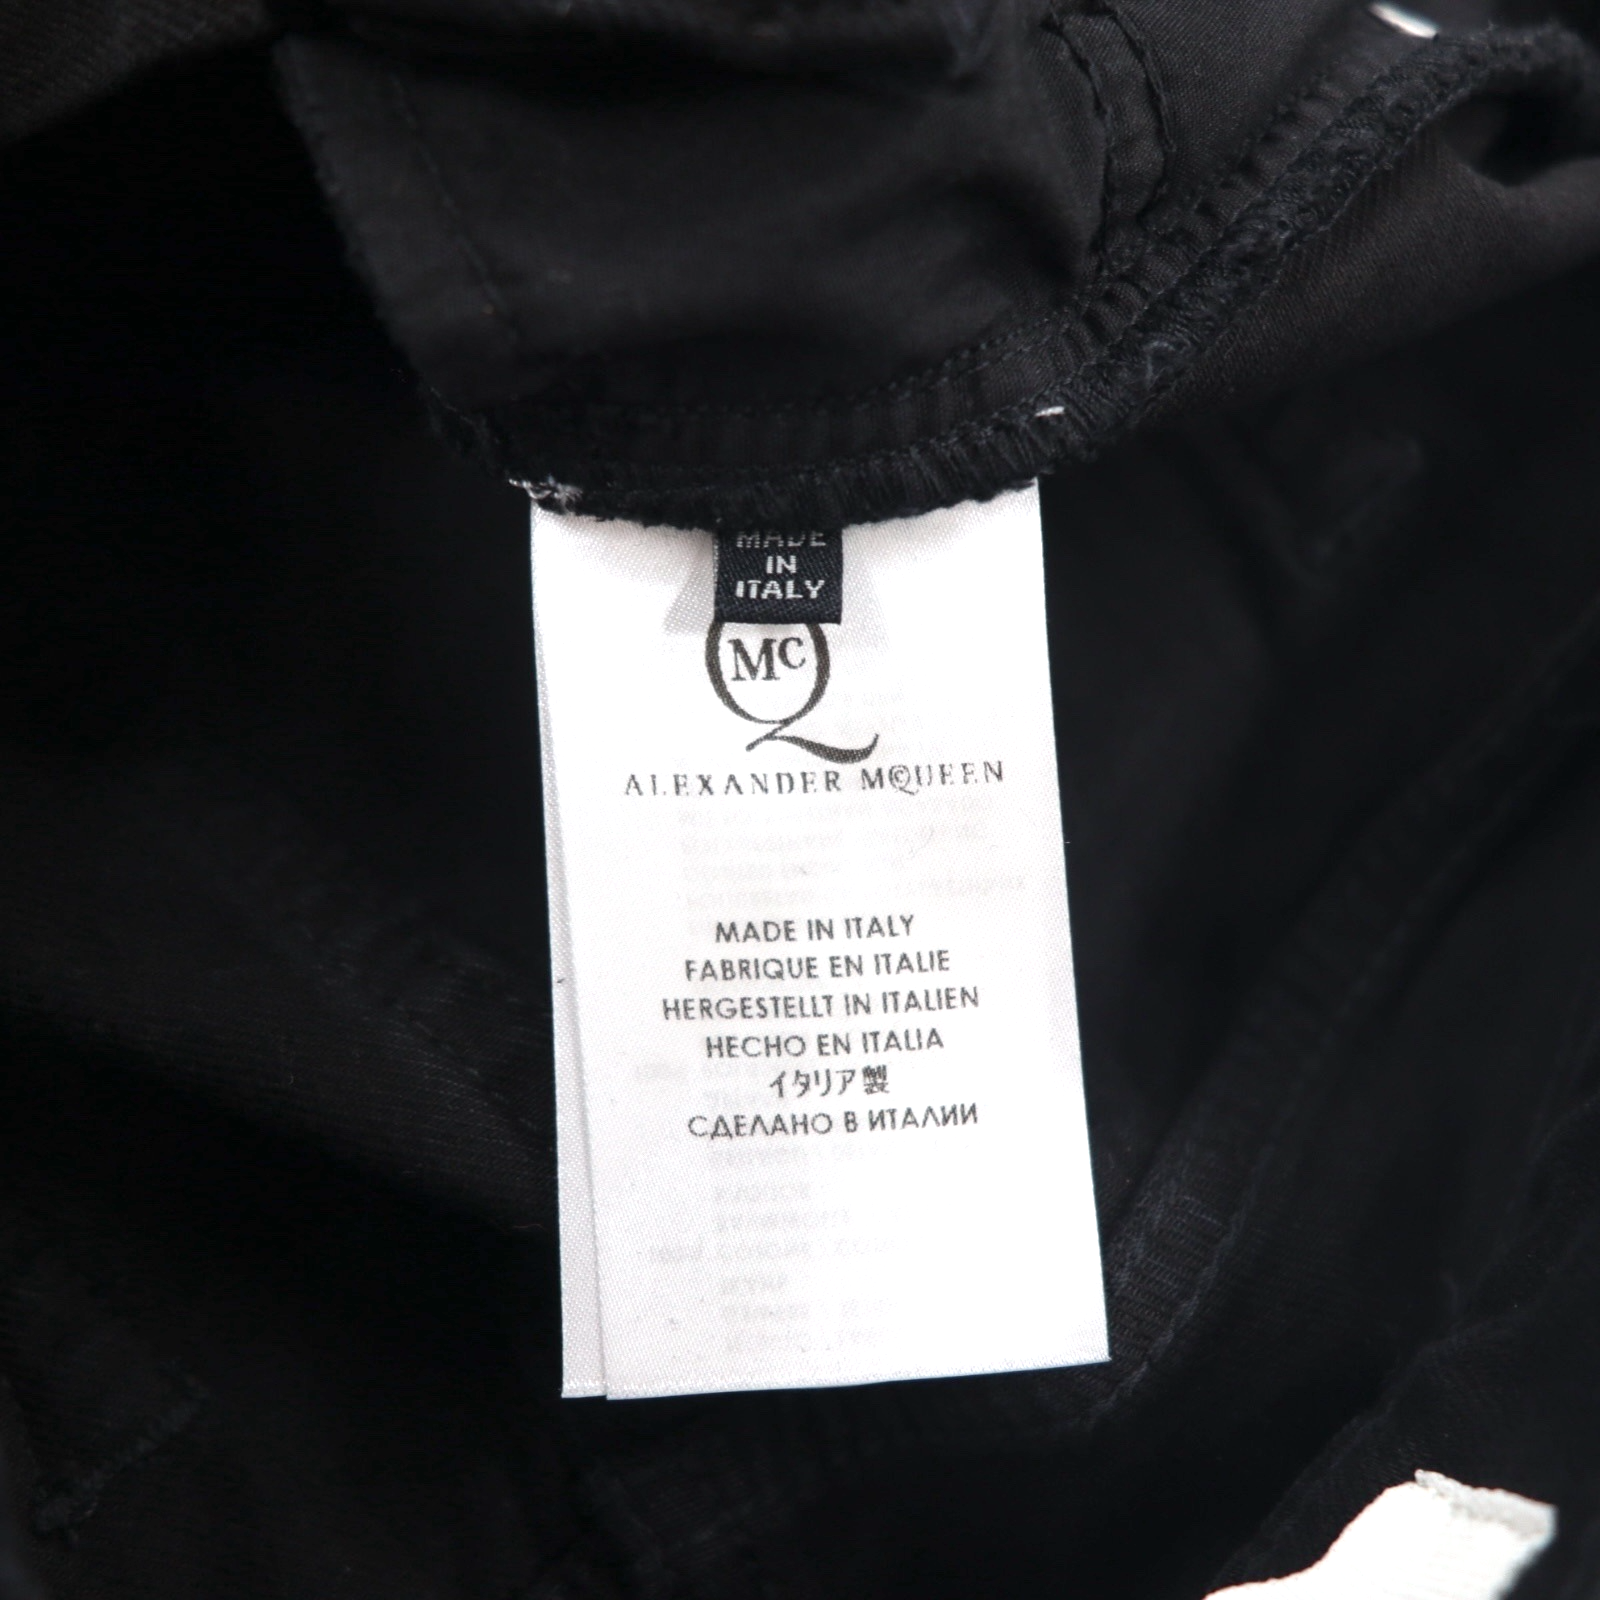 MADE
IN
ITALY
McQ
ALEXANDER McQUEEN
MADE IN ITALY
FABRIQUE EN ITALIE
HERGESTELLT IN ITALIEN
HECHO EN ITALIA
イタリア製
СДЕЛАНО В ИТАЛИИ